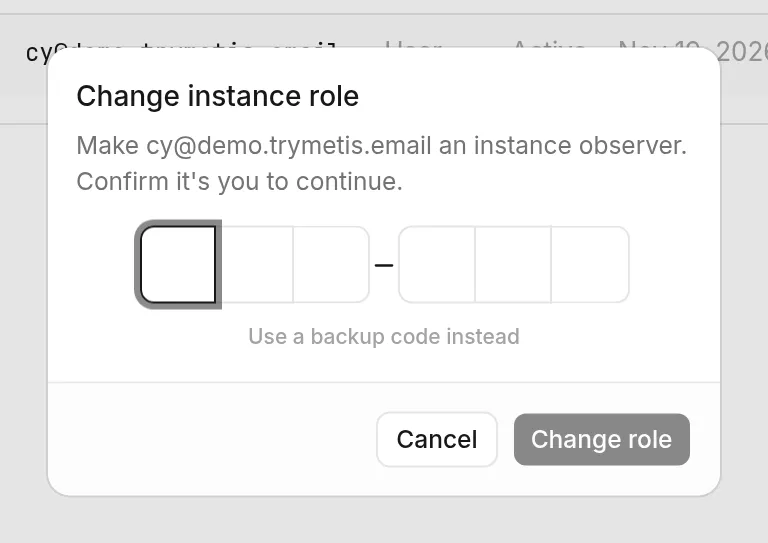 Change instance role
Make cy@demo.trymetis.email an instance observer.
Confirm it's you to continue.
–
Use a backup code instead
Cancel Change role